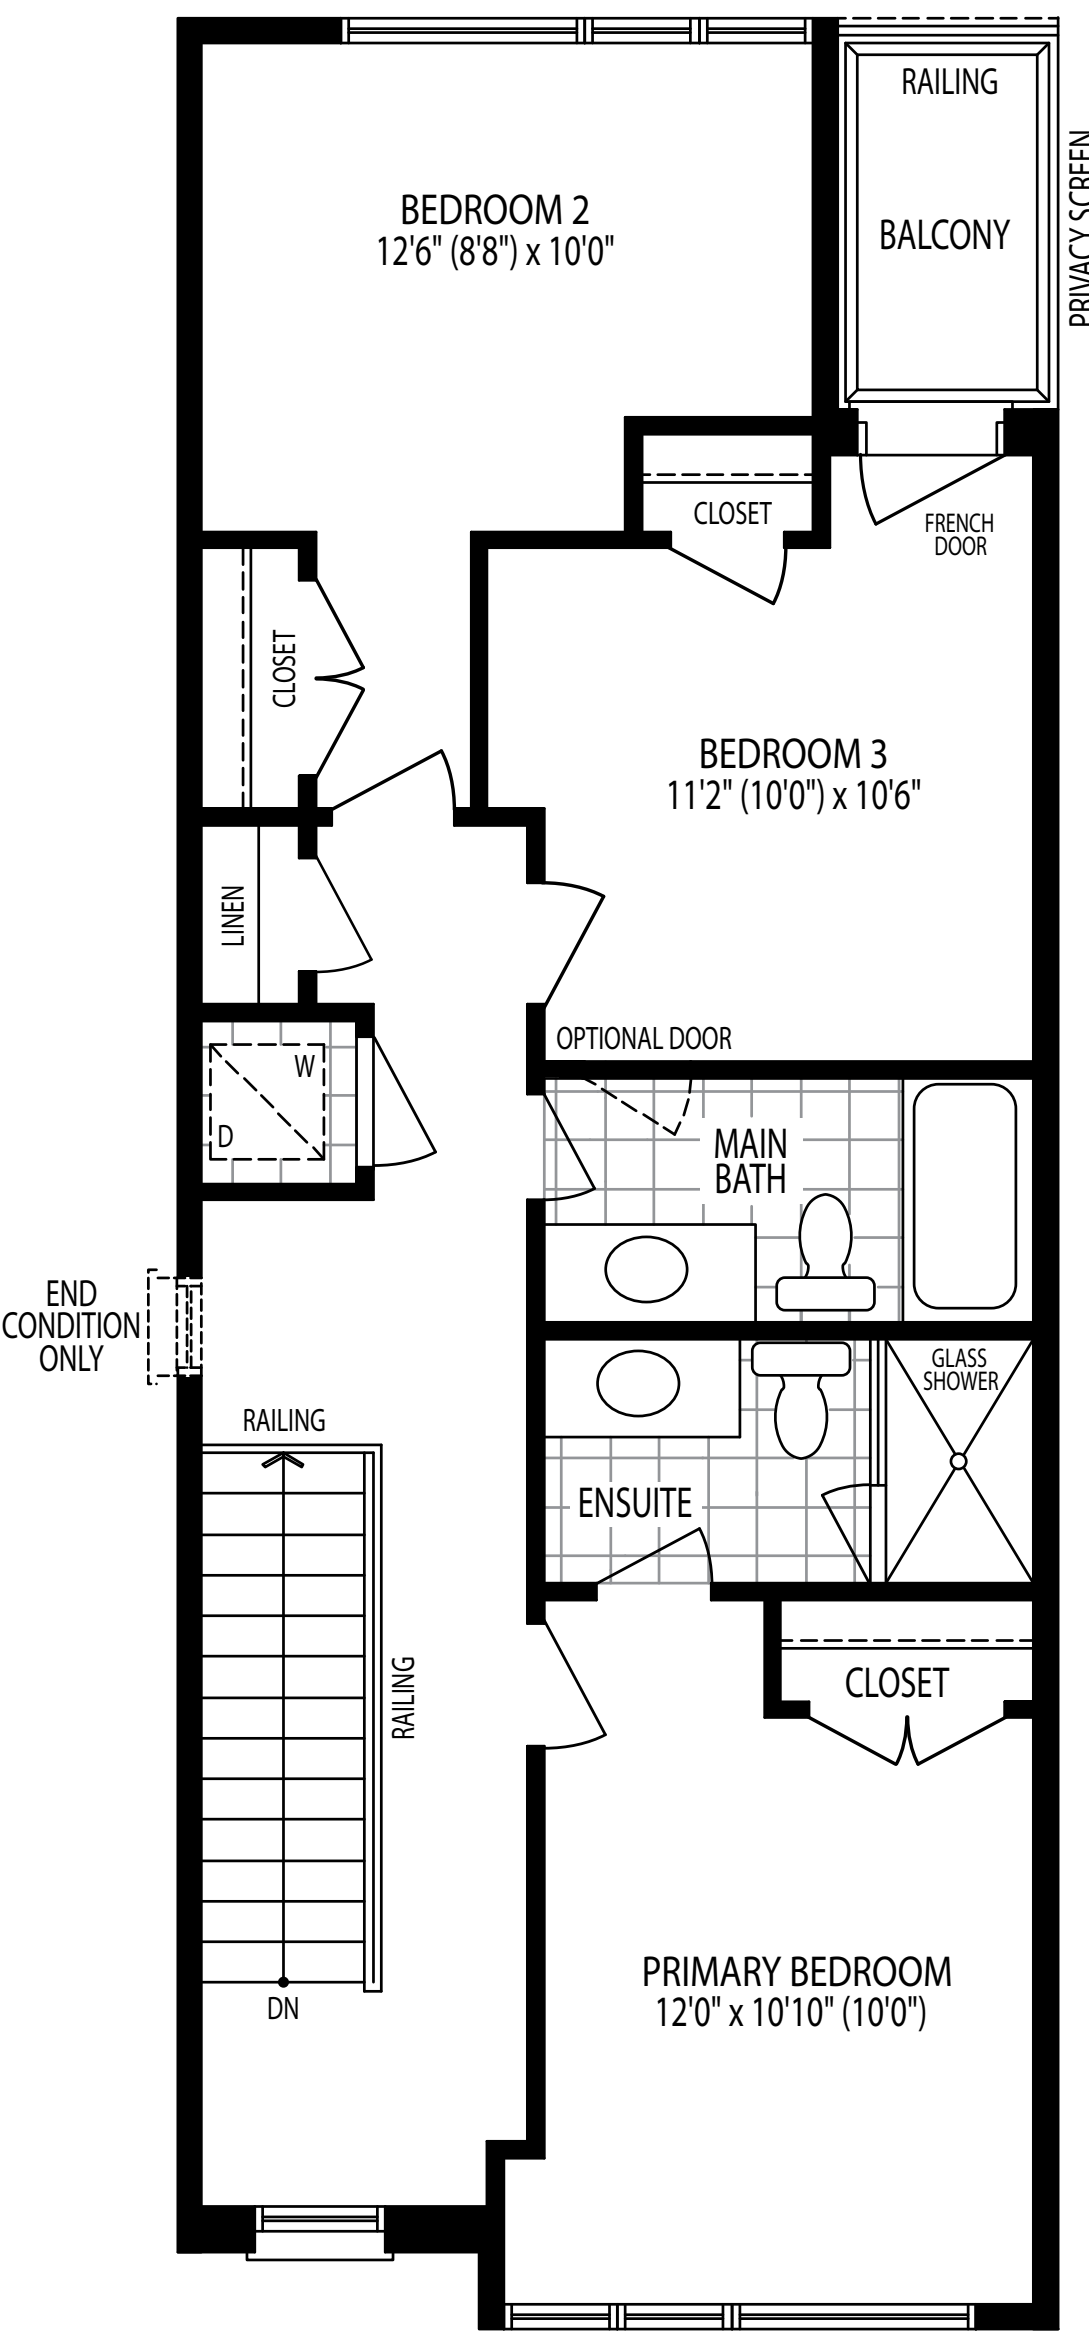 RAILING
PRIVACY SCREEN
BEDROOM 2
12'6" (8'8") x 10'0"
BALCONY
CLOSET
FRENCH
DOOR
CLOSET
BEDROOM 3
11'2" (10'0") x 10'6"
LINEN
OPTIONAL DOOR
W
D
MAIN
BATH
END
CONDITION
ONLY
GLASS
SHOWER
RAILING
ENSUITE
RAILING
CLOSET
PRIMARY BEDROOM
12'0" x 10'10" (10'0")
DN